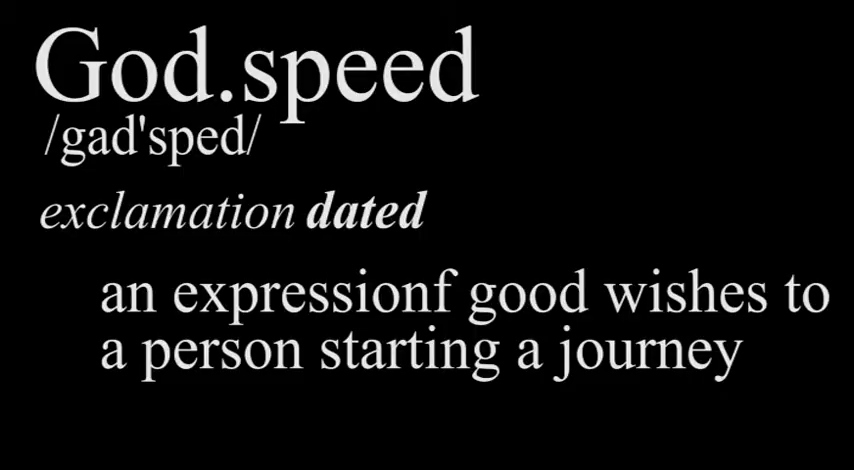 God.speed
/gad'sped/
exclamation dated
an expressionf good wishes to
a person starting a journey